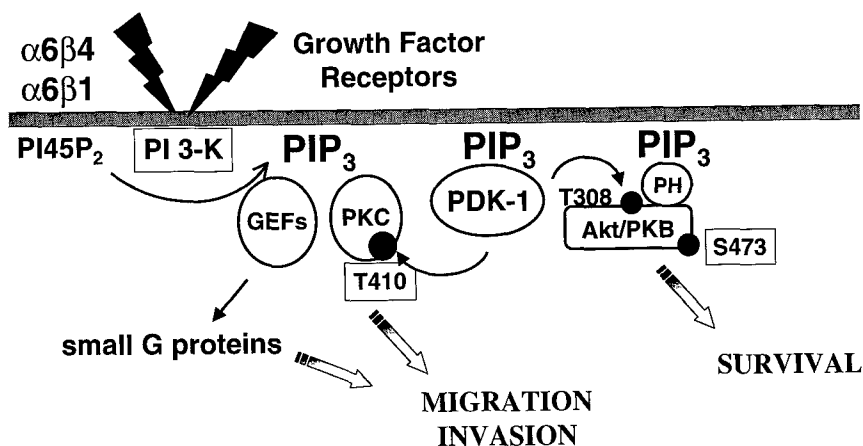 α6β4
α6β1
Growth Factor
Receptors
PI45P2
PI 3-K
PIP3
PIP3
PIP3
GEFs
PKC
T410
PDK-1
T308
PH
Akt/PKB
S473
small G proteins
MIGRATION
INVASION
SURVIVAL